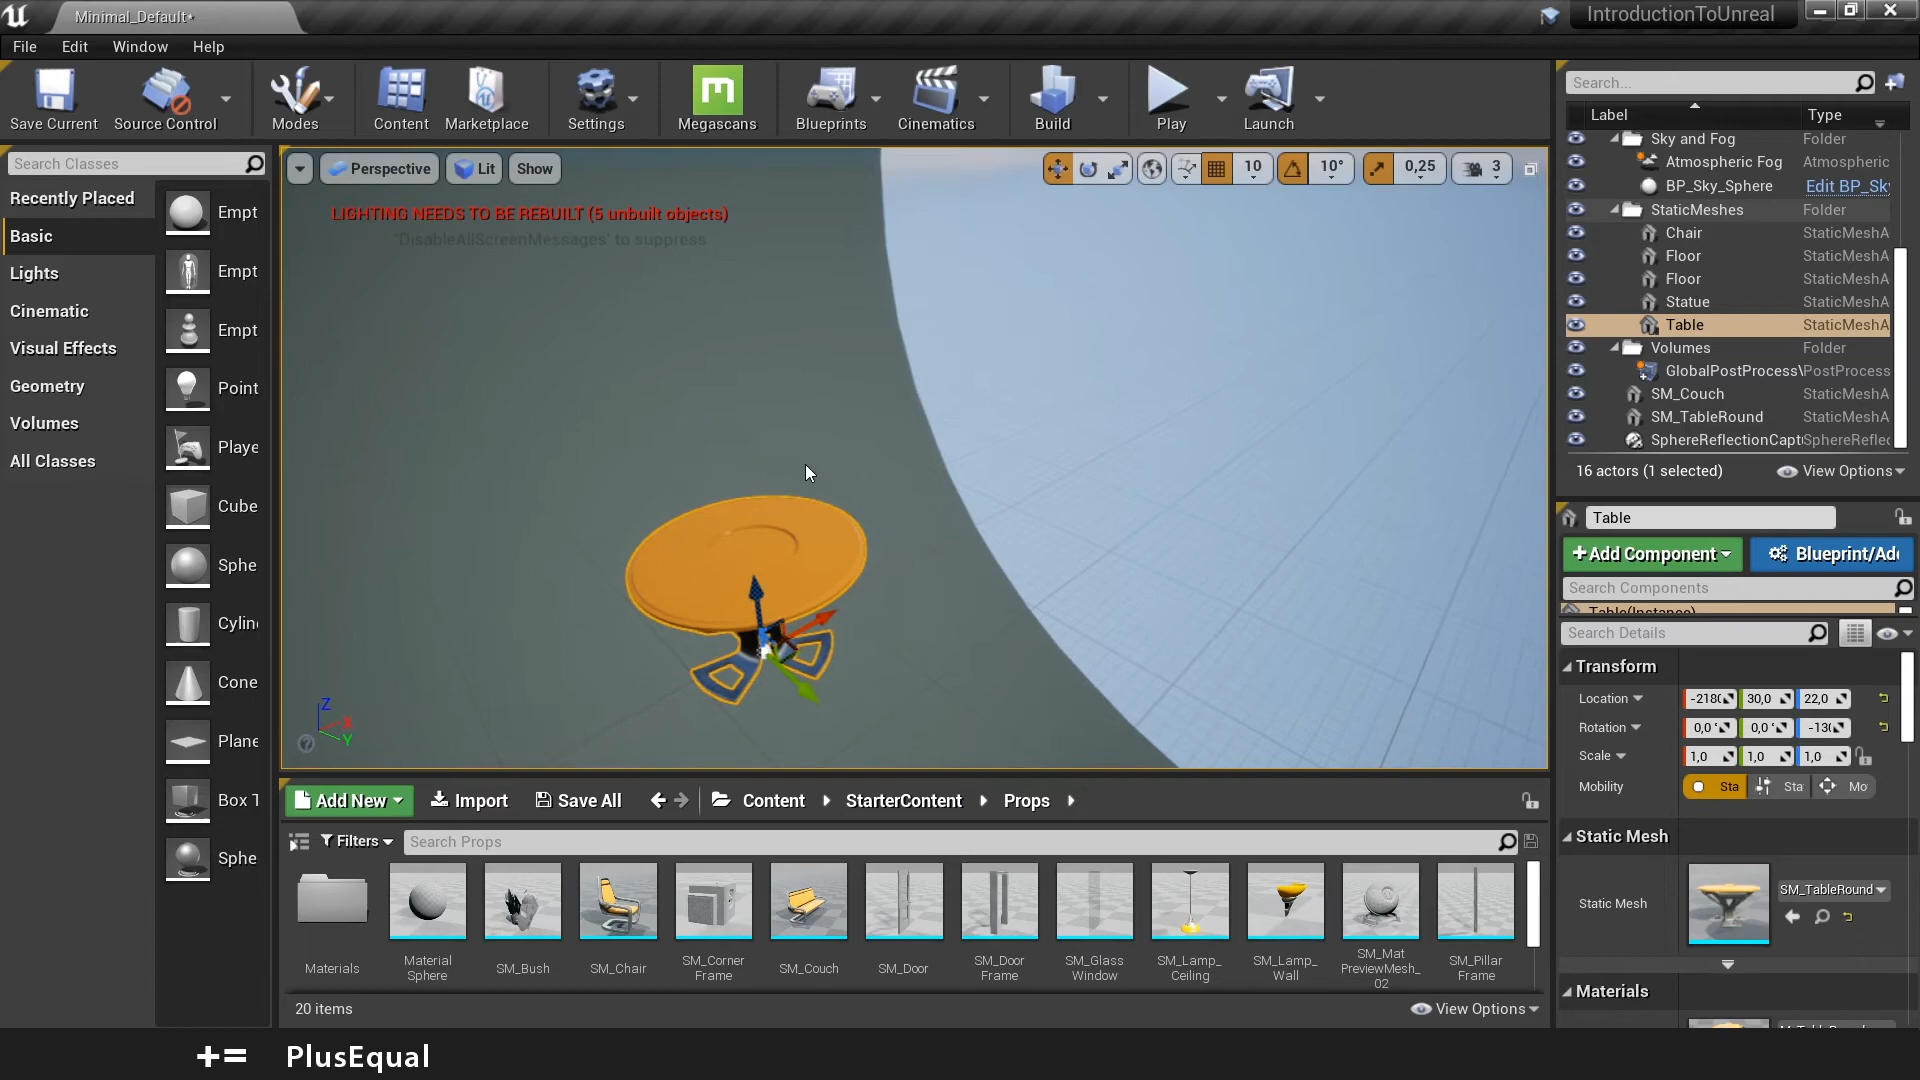 Minimal_Default*
IntroductionToUnreal
File Edit Window Help
Save Current
Source Control
Modes
Content
Marketplace
Settings
Megascans
Blueprints
Cinematics
Build
Play
Launch
Search Classes
Recently Placed
Basic
Lights
Cinematic
Visual Effects
Geometry
Volumes
All Classes
Empt
Empt
Empt
Point
Playe
Cube
Sphe
Cylin
Cone
Plane
Box T
Sphe
Perspective
Lit
Show
10
10°
0,25
3
LIGHTING NEEDS TO BE REBUILT (5 unbuilt objects)
'DisableAllScreenMessages' to suppress
Z
X
Y
Add New
Import
Save All
Content
StarterContent
Props
Filters
Search Props
Materials
Material Sphere
SM_Bush
SM_Chair
SM_Corner Frame
SM_Couch
SM_Door
SM_Door Frame
SM_Glass Window
SM_Lamp_ Ceiling
SM_Lamp_ Wall
SM_Mat PreviewMesh_ 02
SM_Pillar Frame
20 items
View Options
Search...
Label Type
Sky and Fog Folder
Atmospheric Fog Atmospheric
BP_Sky_Sphere Edit BP_Sky
StaticMeshes Folder
Chair StaticMeshA
Floor StaticMeshA
Floor StaticMeshA
Statue StaticMeshA
Table StaticMeshA
Volumes Folder
GlobalPostProcessV PostProcess
SM_Couch StaticMeshA
SM_TableRound StaticMeshA
SphereReflectionCapt SphereReflec
16 actors (1 selected)
View Options
Table
+Add Component
Blueprint/Add
Search Components
Table(Instance)
Search Details
Transform
Location -2180 30,0 22,0
Rotation 0,0 ° 0,0 ° -130
Scale 1,0 1,0 1,0
Mobility Sta Sta Mo
Static Mesh
Static Mesh
SM_TableRound
Materials
+= PlusEqual